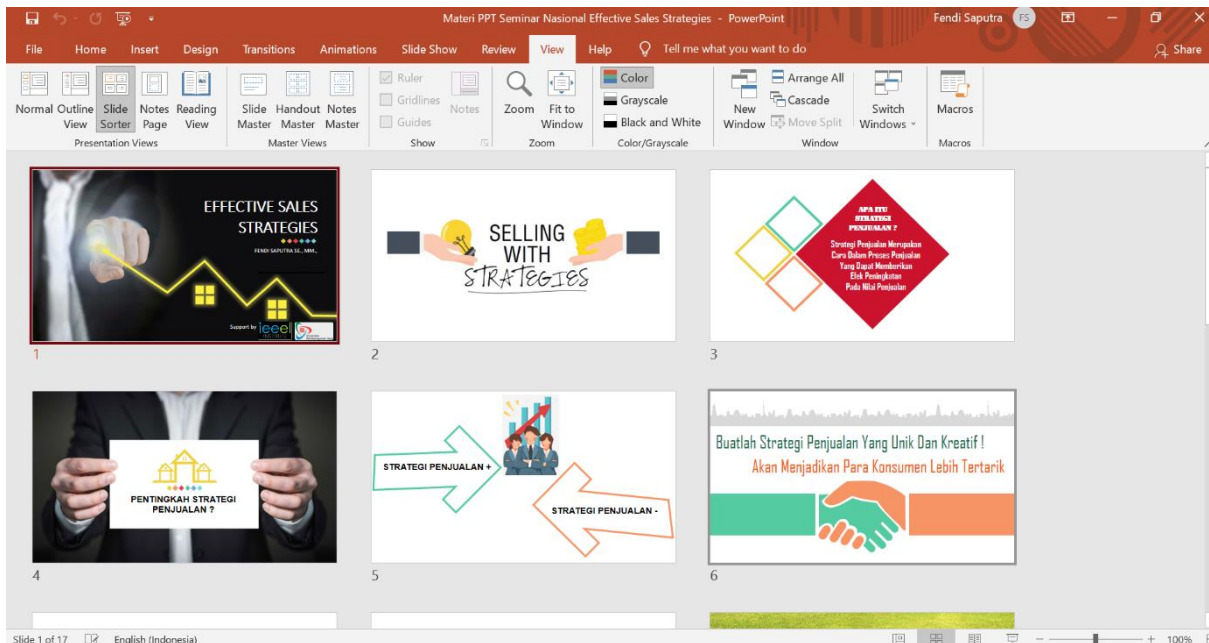 Materi PPT Seminar Nasional Effective Sales Strategies - PowerPoint
Fendi Saputra
FS
File Home Insert Design Transitions Animations Slide Show Review View Help Tell me what you want to do
Share
Normal Outline View Slide Sorter Notes Page Reading View
Presentation Views
Slide Master Handout Master Notes Master
Master Views
Ruler
Gridlines
Guides
Notes
Show
Zoom Fit to Window
Zoom
Color
Grayscale
Black and White
Color/Grayscale
New Window
Arrange All
Cascade
Move Split
Switch Windows
Window
Macros
Macros
EFFECTIVE SALES
STRATEGIES
FENDI SAPUTRA SE., MM.,
Support by ieeel
1
SELLING
WITH
STRATEGIES
2
APA ITU
STRATEGI
PENJUALAN ?
Strategi Penjualan Merupakan
Cara Dalam Proses Penjualan
Yang Dapat Memberikan
Efek Peningkatan
Pada Nilai Penjualan
3
PENTINGKAH STRATEGI
PENJUALAN ?
4
STRATEGI PENJUALAN +
STRATEGI PENJUALAN -
5
Buatlah Strategi Penjualan Yang Unik Dan Kreatif !
Akan Menjadikan Para Konsumen Lebih Tertarik
6
Slide 1 of 17 English (Indonesia)
100%